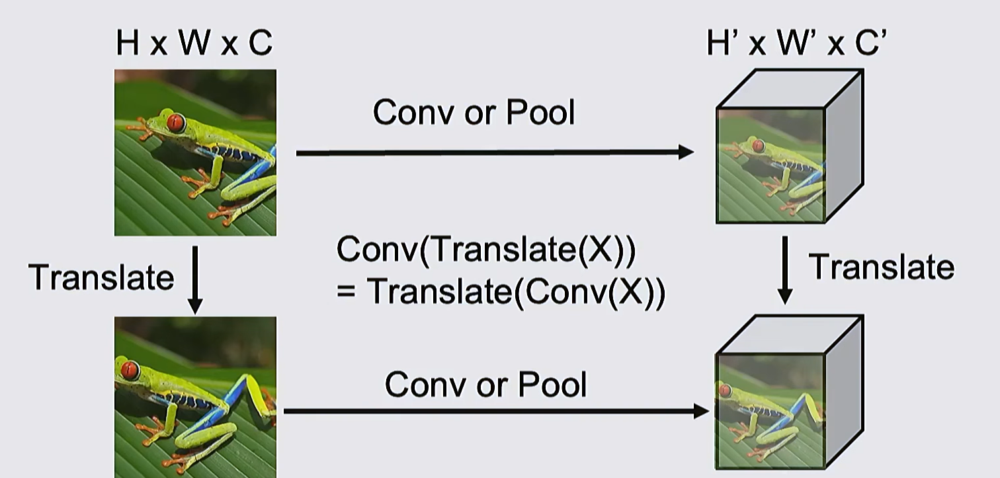 H x W x C
H’ x W’ x C’
Conv or Pool
Translate
Conv(Translate(X))
= Translate(Conv(X))
Translate
Conv or Pool